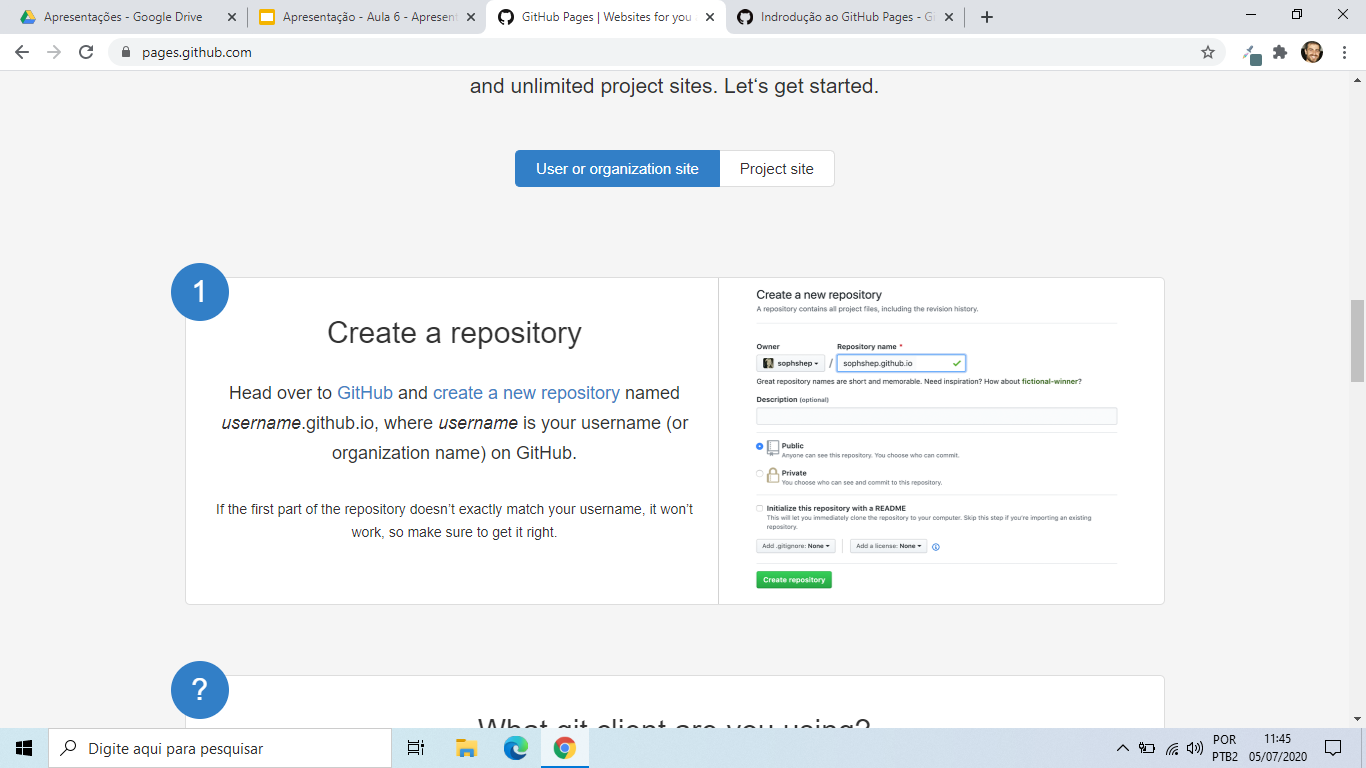 Apresentações - Google Drive
Apresentação - Aula 6 - Apresent
GitHub Pages | Websites for you
Indrodução ao GitHub Pages - Gi
pages.github.com
and unlimited project sites. Let's get started.
User or organization site
Project site
1
Create a repository
Head over to GitHub and create a new repository named
username.github.io, where username is your username (or
organization name) on GitHub.
If the first part of the repository doesn't exactly match your username, it won't
work, so make sure to get it right.
Create a new repository
A repository contains all project files, including the revision history.
Owner
Repository name *
sophshep
/
sophshep.github.io
Great repository names are short and memorable. Need inspiration? How about fictional-winner?
Description (optional)
Public
Anyone can see this repository. You choose who can commit.
Private
You choose who can see and commit to this repository.
Initialize this repository with a README
This will let you immediately clone the repository to your computer. Skip this step if you're importing an existing
repository.
Add .gitignore: None
Add a license: None
Create repository
?
What git client are you using?
Digite aqui para pesquisar
POR
PTB2
11:45
05/07/2020